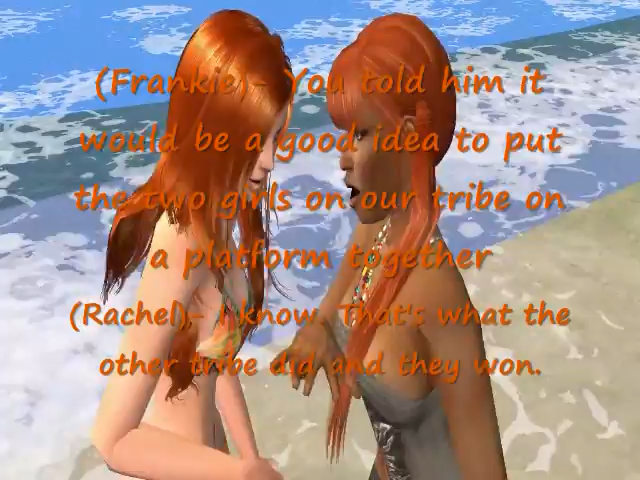 (Frankie)- You told him it
would be a good idea to put
the two girls on our tribe on
a platform together
(Rachel),- I know. That's what the
other tribe did and they won.